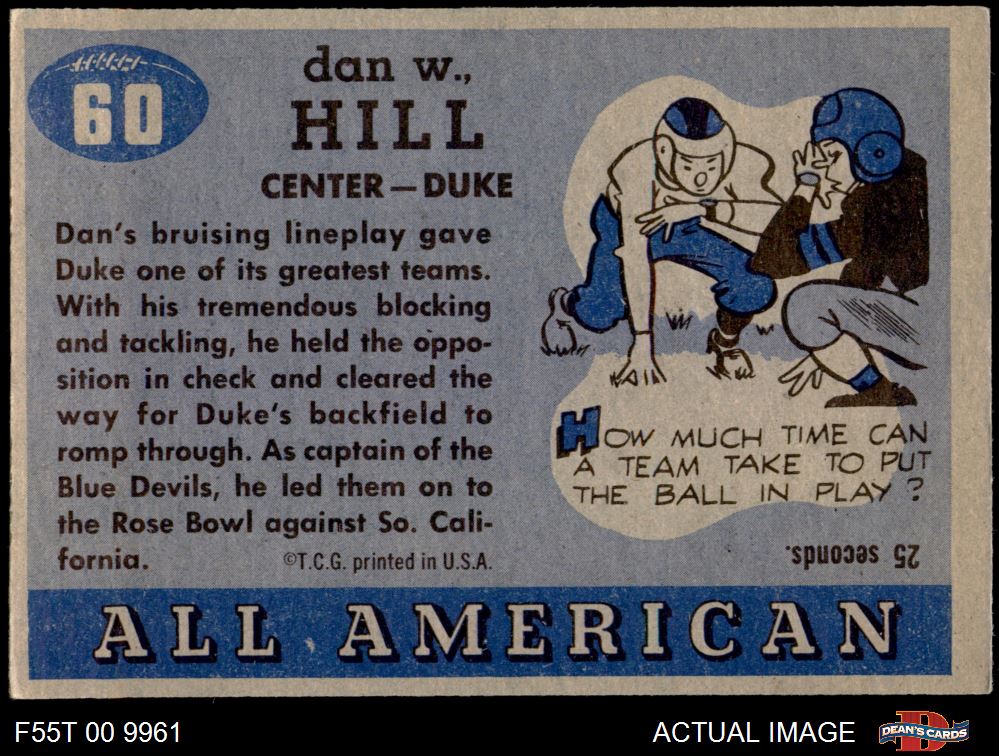 60
dan w.,
HILL
CENTER — DUKE
Dan's bruising lineplay gave
Duke one of its greatest teams.
With his tremendous blocking
and tackling, he held the oppo-
sition in check and cleared the
way for Duke's backfield to
romp through. As captain of the
Blue Devils, he led them on to
the Rose Bowl against So. Cali-
fornia.
©T.C.G. printed in U.S.A.
HOW MUCH TIME CAN
A TEAM TAKE TO PUT
THE BALL IN PLAY?
25 seconds.
ALL AMERICAN
F55T 00 9961
ACTUAL IMAGE
DEAN'S CARDS